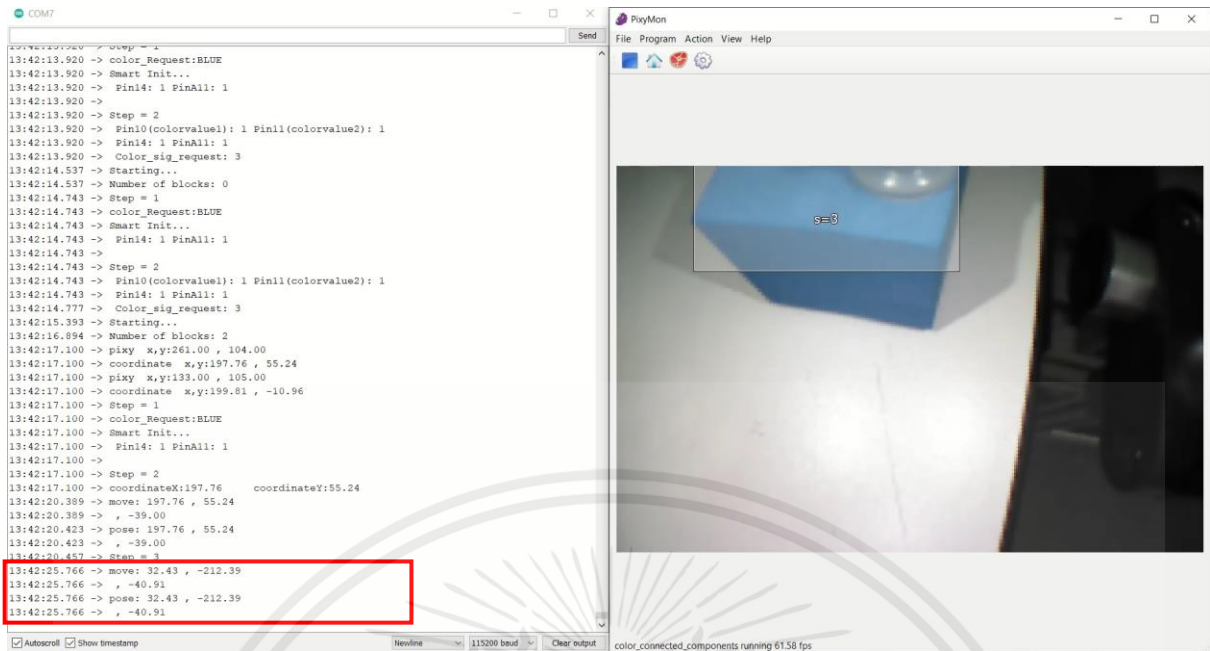 COM7
Send
13:42:13.920 -> Step = 1
13:42:13.920 -> color_Request:BLUE
13:42:13.920 -> Smart Init...
13:42:13.920 ->  Pin14: 1 PinA11: 1
13:42:13.920 ->
13:42:13.920 -> Step = 2
13:42:13.920 ->  Pin10(colorvalue1): 1 Pin11(colorvalue2): 1
13:42:13.920 ->  Pin14: 1 PinA11: 1
13:42:13.920 ->  Color_sig_request: 3
13:42:14.537 -> Starting...
13:42:14.537 -> Number of blocks: 0
13:42:14.743 -> Step = 1
13:42:14.743 -> color_Request:BLUE
13:42:14.743 -> Smart Init...
13:42:14.743 ->  Pin14: 1 PinA11: 1
13:42:14.743 ->
13:42:14.743 -> Step = 2
13:42:14.743 ->  Pin10(colorvalue1): 1 Pin11(colorvalue2): 1
13:42:14.743 ->  Pin14: 1 PinA11: 1
13:42:14.777 ->  Color_sig_request: 3
13:42:15.393 -> Starting...
13:42:16.894 -> Number of blocks: 2
13:42:17.100 -> pixy  x,y:261.00 , 104.00
13:42:17.100 -> coordinate  x,y:197.76 , 55.24
13:42:17.100 -> pixy  x,y:133.00 , 105.00
13:42:17.100 -> coordinate  x,y:199.81 , -10.96
13:42:17.100 -> Step = 1
13:42:17.100 -> color_Request:BLUE
13:42:17.100 -> Smart Init...
13:42:17.100 ->  Pin14: 1 PinA11: 1
13:42:17.100 ->
13:42:17.100 -> Step = 2
13:42:17.100 -> coordinateX:197.76     coordinateY:55.24
13:42:20.389 -> move: 197.76 , 55.24
13:42:20.389 ->  , -39.00
13:42:20.423 -> pose: 197.76 , 55.24
13:42:20.423 ->  , -39.00
13:42:20.457 -> Step = 3
13:42:25.766 -> move: 32.43 , -212.39
13:42:25.766 ->  , -40.91
13:42:25.766 -> pose: 32.43 , -212.39
13:42:25.766 ->  , -40.91
Autoscroll Show timestamp Newline 115200 baud Clear output
PixyMon
File Program Action View Help
s=3
color_connected_components running 61.58 fps